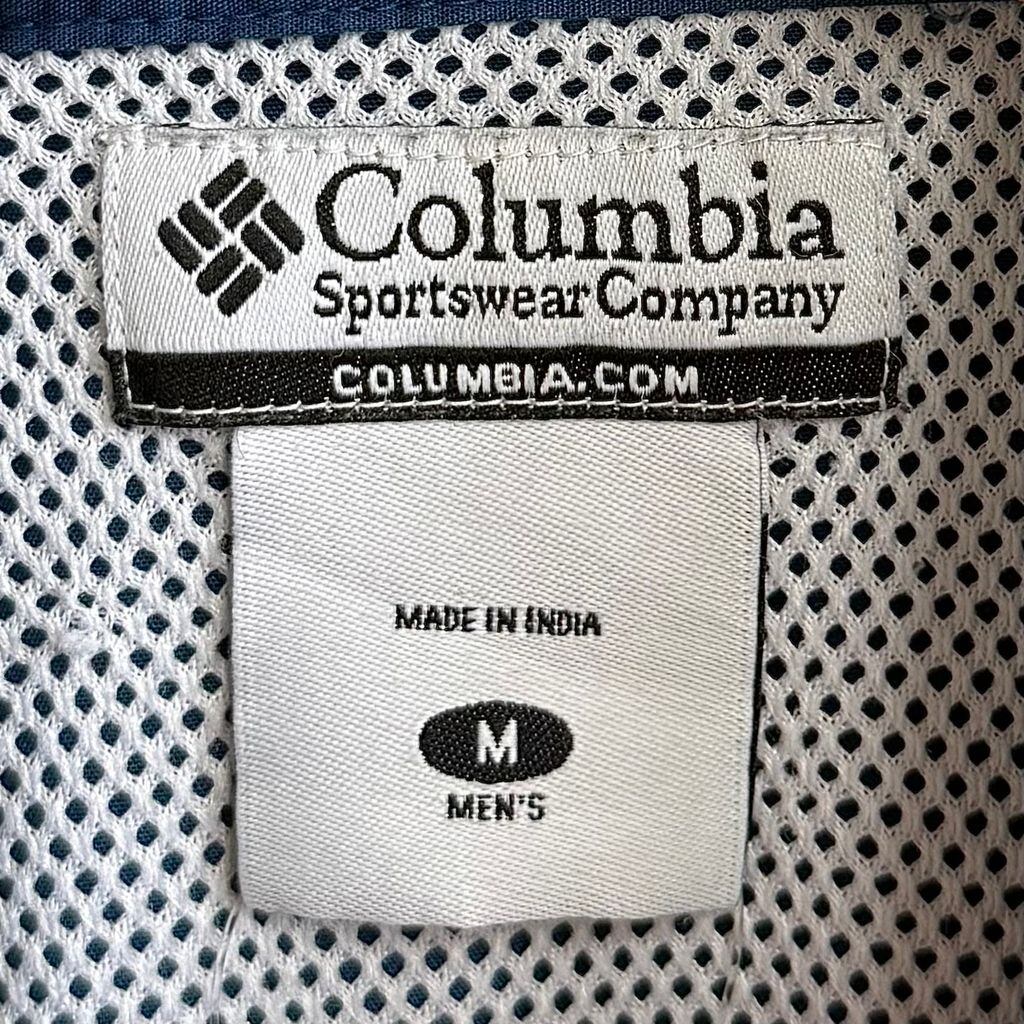 Columbia
Sportswear Company
COLUMBIA.COM
MADE IN INDIA
M
MEN'S